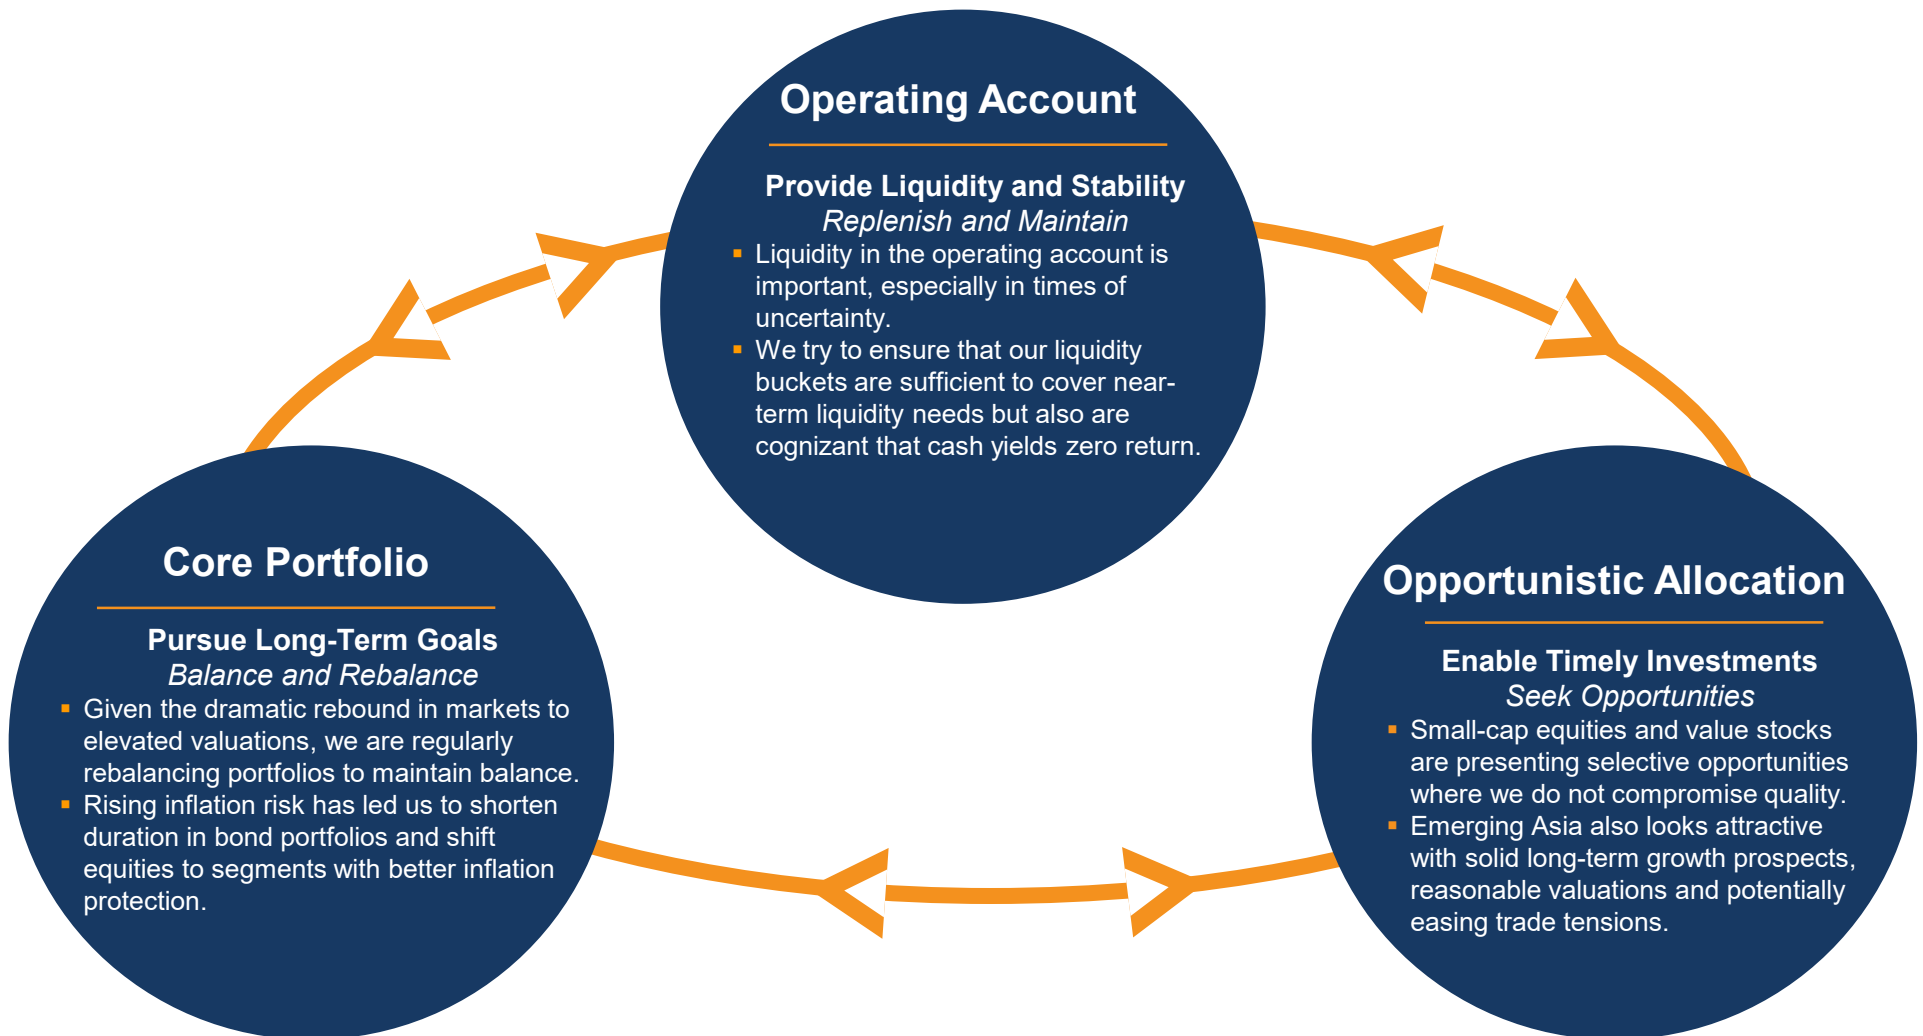 Operating Account
Provide Liquidity and Stability
Replenish and Maintain
▪ Liquidity in the operating account is
important, especially in times of
uncertainty.
▪ We try to ensure that our liquidity
buckets are sufficient to cover near-
term liquidity needs but also are
cognizant that cash yields zero return.
Core Portfolio
Pursue Long-Term Goals
Balance and Rebalance
▪ Given the dramatic rebound in markets to
elevated valuations, we are regularly
rebalancing portfolios to maintain balance.
▪ Rising inflation risk has led us to shorten
duration in bond portfolios and shift
equities to segments with better inflation
protection.
Opportunistic Allocation
Enable Timely Investments
Seek Opportunities
▪ Small-cap equities and value stocks
are presenting selective opportunities
where we do not compromise quality.
▪ Emerging Asia also looks attractive
with solid long-term growth prospects,
reasonable valuations and potentially
easing trade tensions.